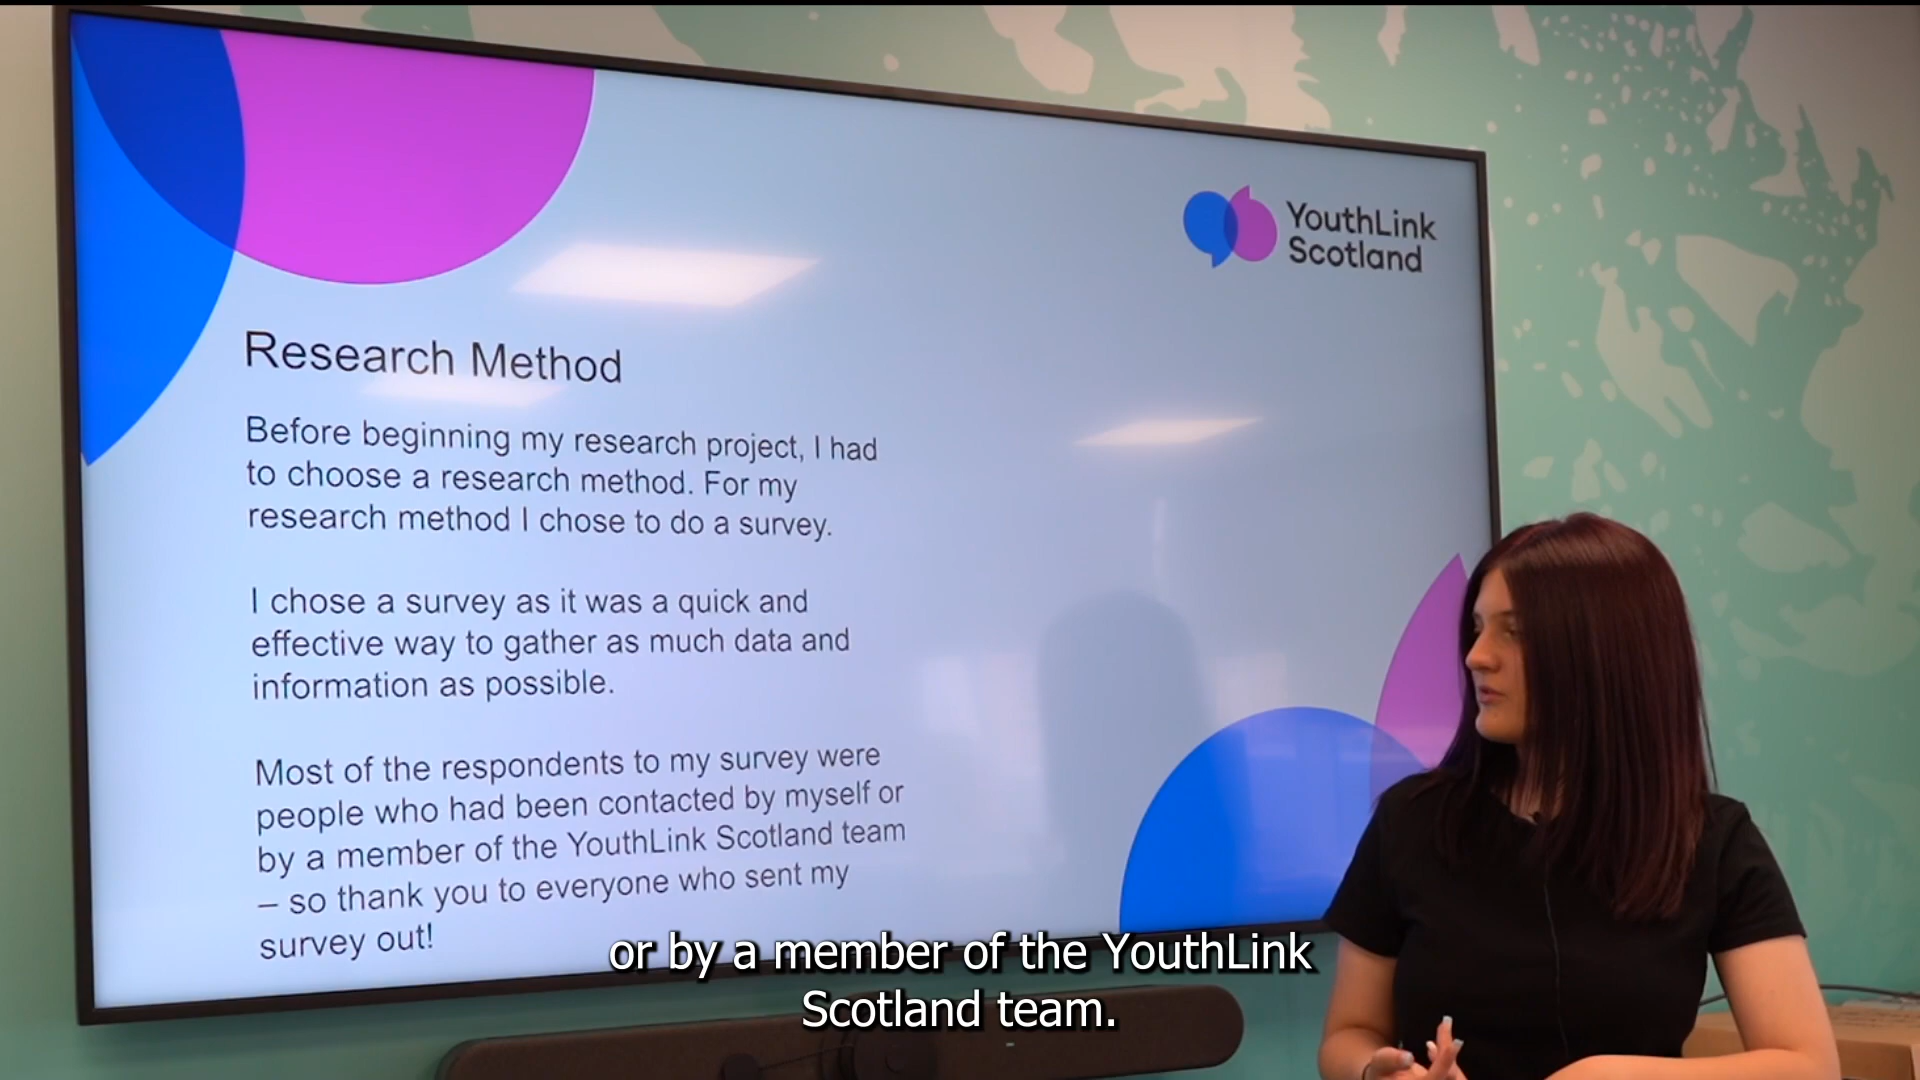 YouthLink
Scotland
Research Method
Before beginning my research project, I had
to choose a research method. For my
research method I chose to do a survey.
I chose a survey as it was a quick and
effective way to gather as much data and
information as possible.
Most of the respondents to my survey were
people who had been contacted by myself or
by a member of the YouthLink Scotland team
– so thank you to everyone who sent my
survey out!
or by a member of the YouthLink
Scotland team.